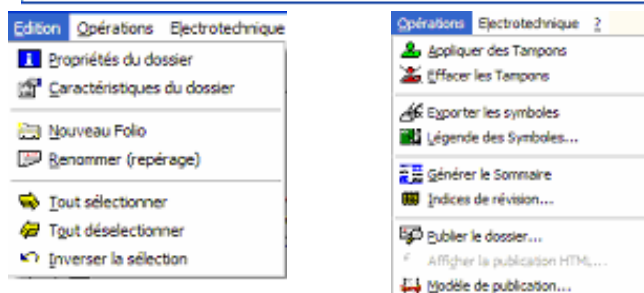 Edition Opérations Electrotechnique
Propriétés du dossier
Caractéristiques du dossier
Nouveau Folio
Renommer (repérage)
Tout sélectionner
Tout déselectionner
Inverser la sélection
Opérations Electrotechnique ?
Appliquer des Tampons
Effacer les Tampons
Exporter les symboles
Légende des Symboles...
Générer le Sommaire
Indices de révision...
Publier le dossier...
Afficher la publication HTML...
Modèle de publication...